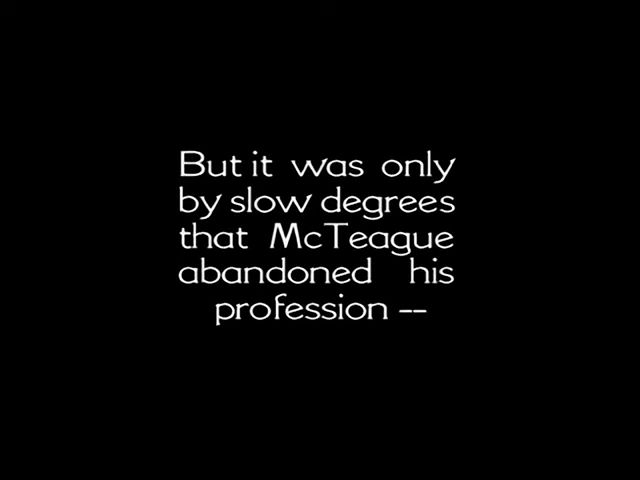 But it was only
by slow degrees
that McTeague
abandoned his
profession --